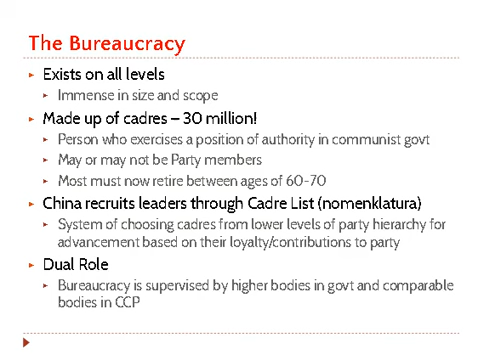 The Bureaucracy
Exists on all levels
Immense in size and scope
Made up of cadres – 30 million!
Person who exercises a position of authority in communist govt
May or may not be Party members
Most must now retire between ages of 60-70
China recruits leaders through Cadre List (nomenklatura)
System of choosing cadres from lower levels of party hierarchy for
advancement based on their loyalty/contributions to party
Dual Role
Bureaucracy is supervised by higher bodies in govt and comparable
bodies in CCP